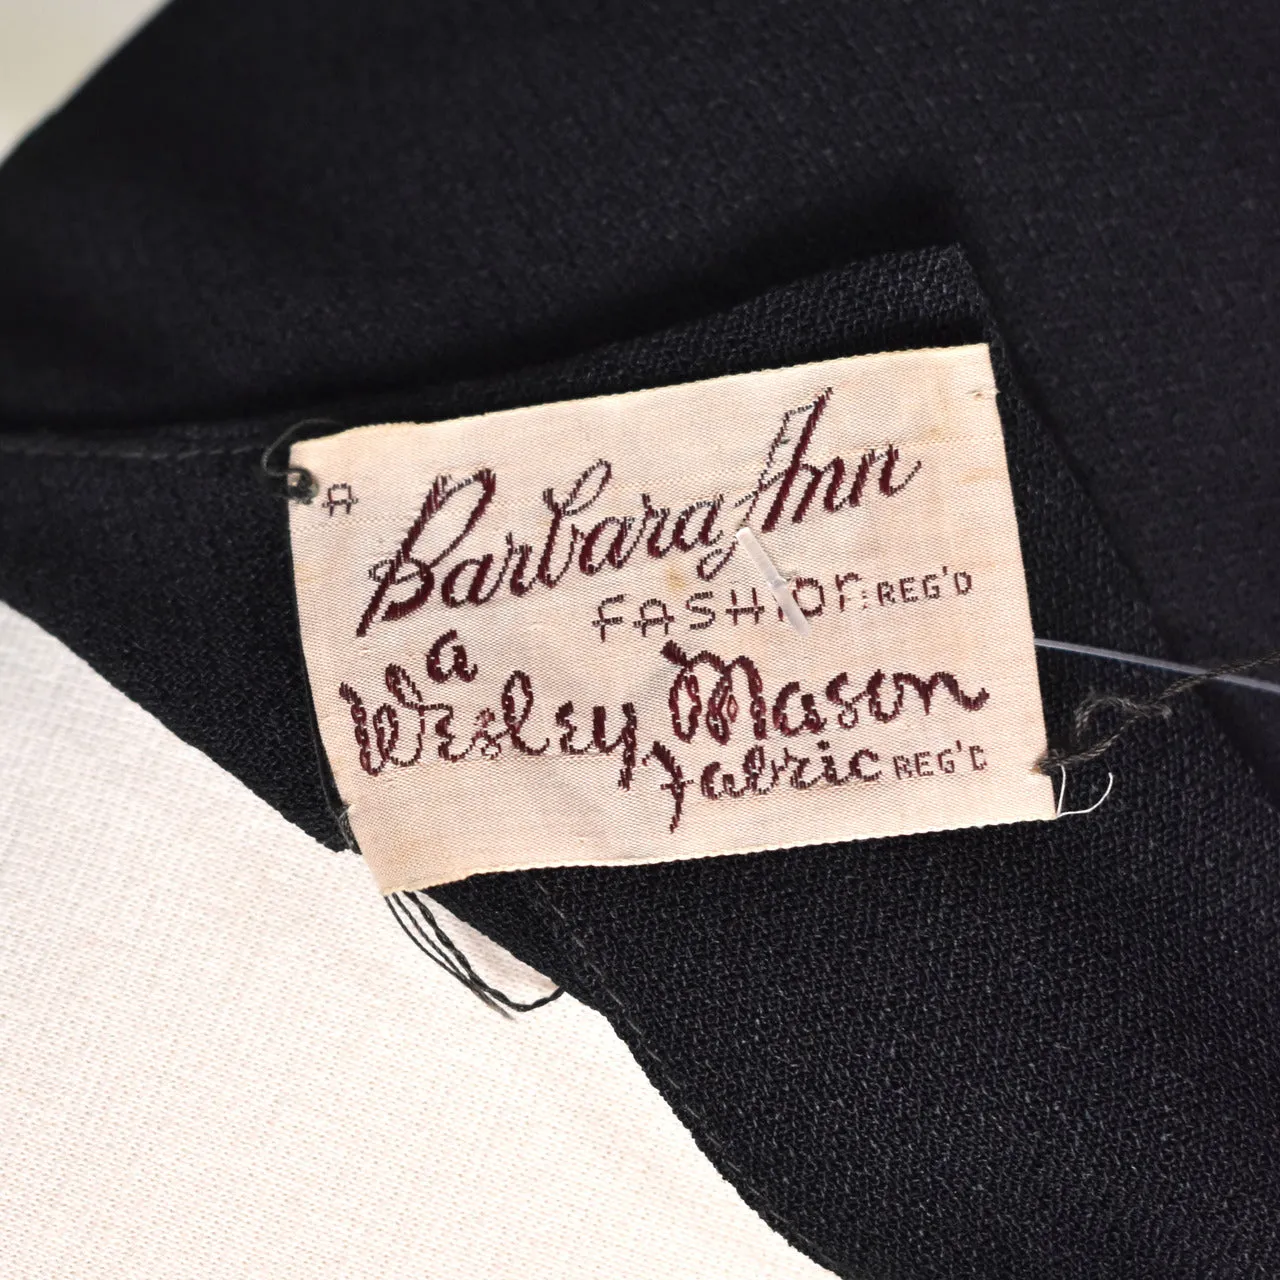 A Barbara Ann
FASHION REG'D
a
Wesley Mason
Fabric REG'D